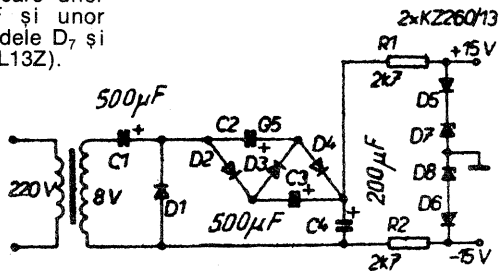 care unor
F și unor
dele D₇ și
L13Z).
2xKZ260/13
R1
+15V
2k7
D5
500µF
C2
G5
D4
D7
C1
D2
D3
200µF
D8
220V
8V
D1
C3
D6
500µF
C4
R2
-15V
2k7